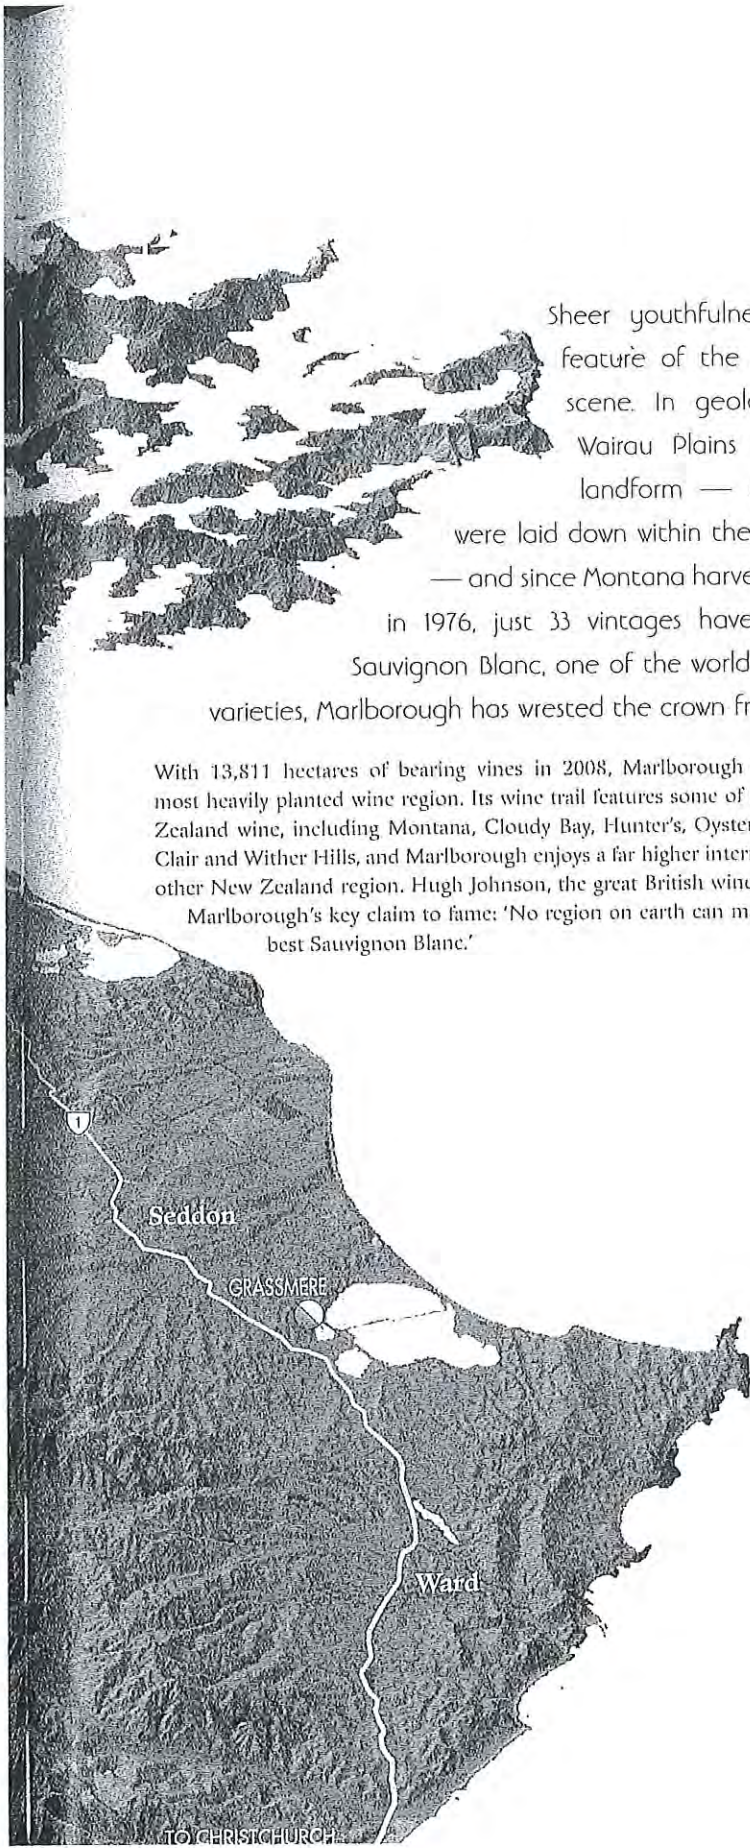 Sheer youthfulne
feature of the
scene. In geolo
Wairau Plains
landform —
were laid down within the
— and since Montana harve
in 1976, just 33 vintages have
Sauvignon Blanc, one of the world
varieties, Marlborough has wrested the crown fr
With 13,811 hectares of bearing vines in 2008, Marlborough
most heavily planted wine region. Its wine trail features some of
Zealand wine, including Montana, Cloudy Bay, Hunter's, Oyster
Clair and Wither Hills, and Marlborough enjoys a far higher inter
other New Zealand region. Hugh Johnson, the great British wine
Marlborough's key claim to fame: 'No region on earth can m
best Sauvignon Blanc.'
1
Seddon
GRASSMERE
Ward
TO CHRISTCHURCH